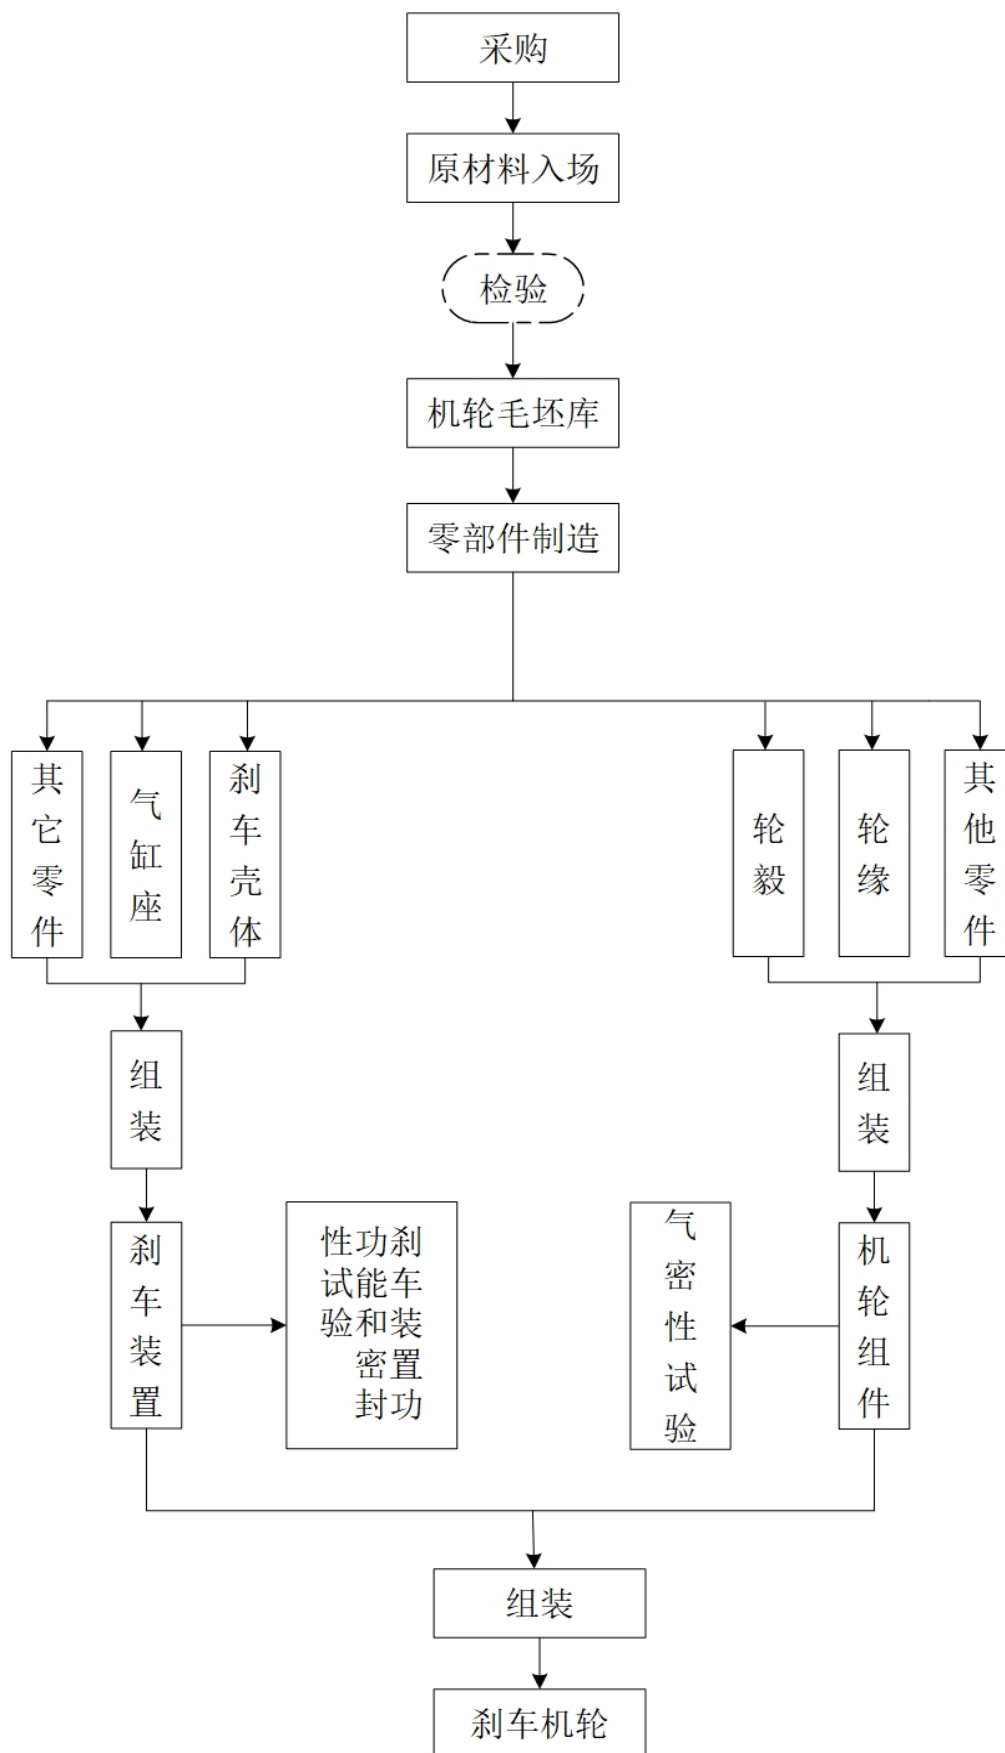 采购
原材料入场
检验
机轮毛坯库
零部件制造
其它零件
气缸座
刹车壳体
轮毅
轮缘
其他零件
组装
组装
刹车装置
刹车装置功
功能和密封
性试验
气密性试验
机轮组件
组装
刹车机轮